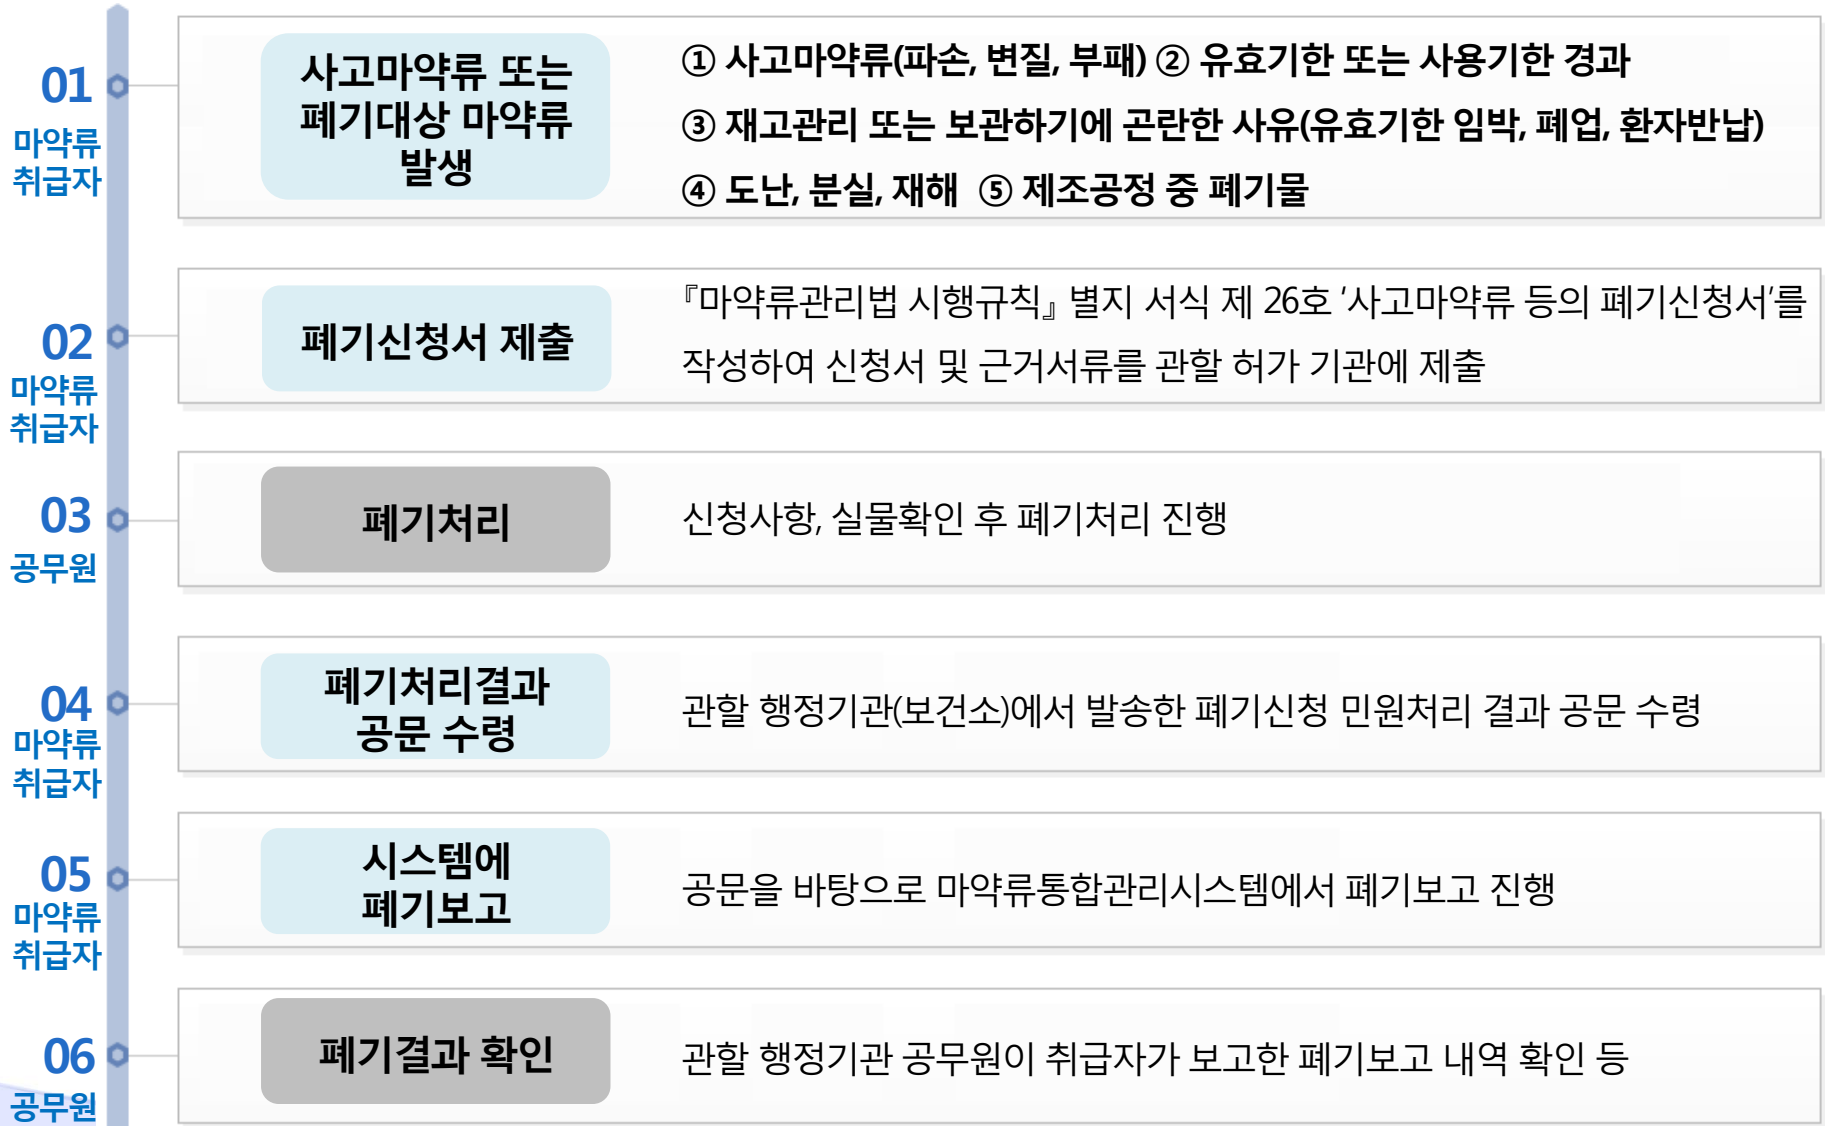 01
마약류
취급자
사고마약류 또는
폐기대상 마약류
발생
① 사고마약류(파손, 변질, 부패) ② 유효기한 또는 사용기한 경과
③ 재고관리 또는 보관하기에 곤란한 사유(유효기한 임박, 폐업, 환자반납)
④ 도난, 분실, 재해 ⑤ 제조공정 중 폐기물
02
마약류
취급자
폐기신청서 제출
『마약류관리법 시행규칙』 별지 서식 제 26호 ‘사고마약류 등의 폐기신청서’를
작성하여 신청서 및 근거서류를 관할 허가 기관에 제출
03
공무원
폐기처리
신청사항, 실물확인 후 폐기처리 진행
04
마약류
취급자
폐기처리결과
공문 수령
관할 행정기관(보건소)에서 발송한 폐기신청 민원처리 결과 공문 수령
05
마약류
취급자
시스템에
폐기보고
공문을 바탕으로 마약류통합관리시스템에서 폐기보고 진행
06
공무원
폐기결과 확인
관할 행정기관 공무원이 취급자가 보고한 폐기보고 내역 확인 등